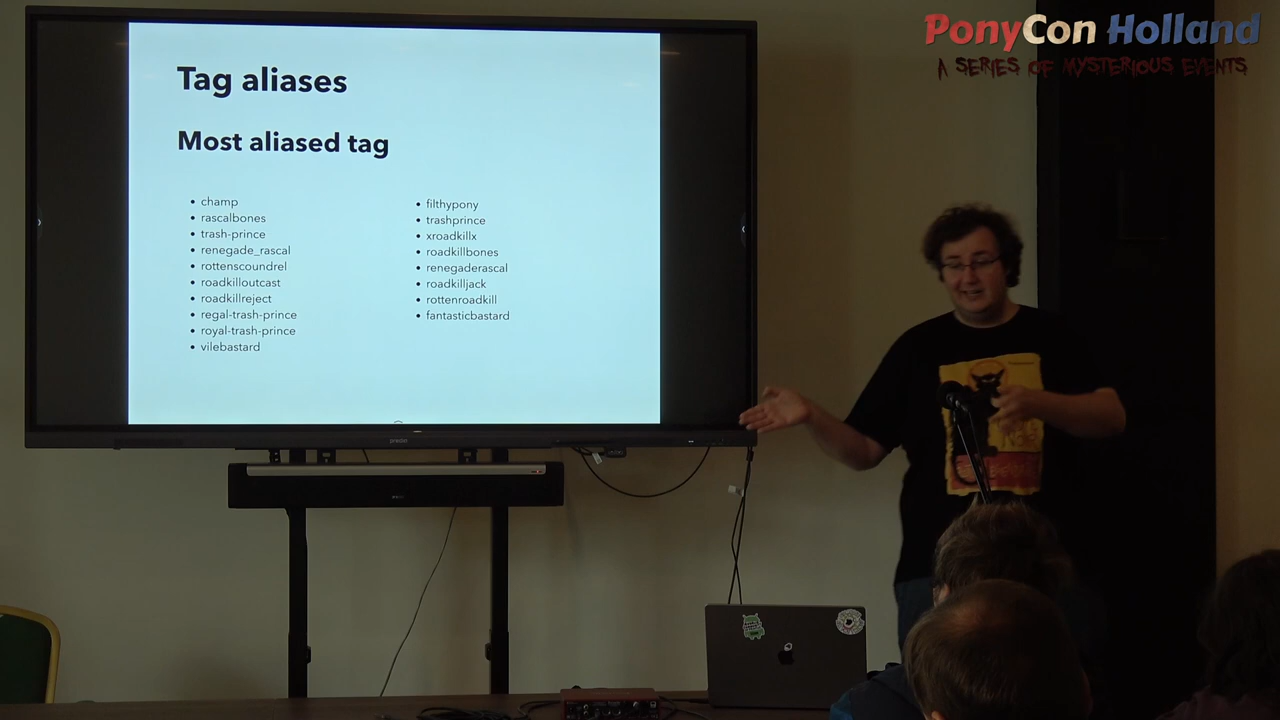 PonyCon Holland
A SERIES OF MYSTERIOUS EVENTS
Tag aliases
Most aliased tag
• champ
• rascalbones
• trash-prince
• renegade_rascal
• rottenscoundrel
• roadkilloutcast
• roadkillreject
• regal-trash-prince
• royal-trash-prince
• vilebastard
• filthypony
• trashprince
• xroadkillx
• roadkillbones
• renegaderascal
• roadkilljack
• rottenroadkill
• fantasticbastard